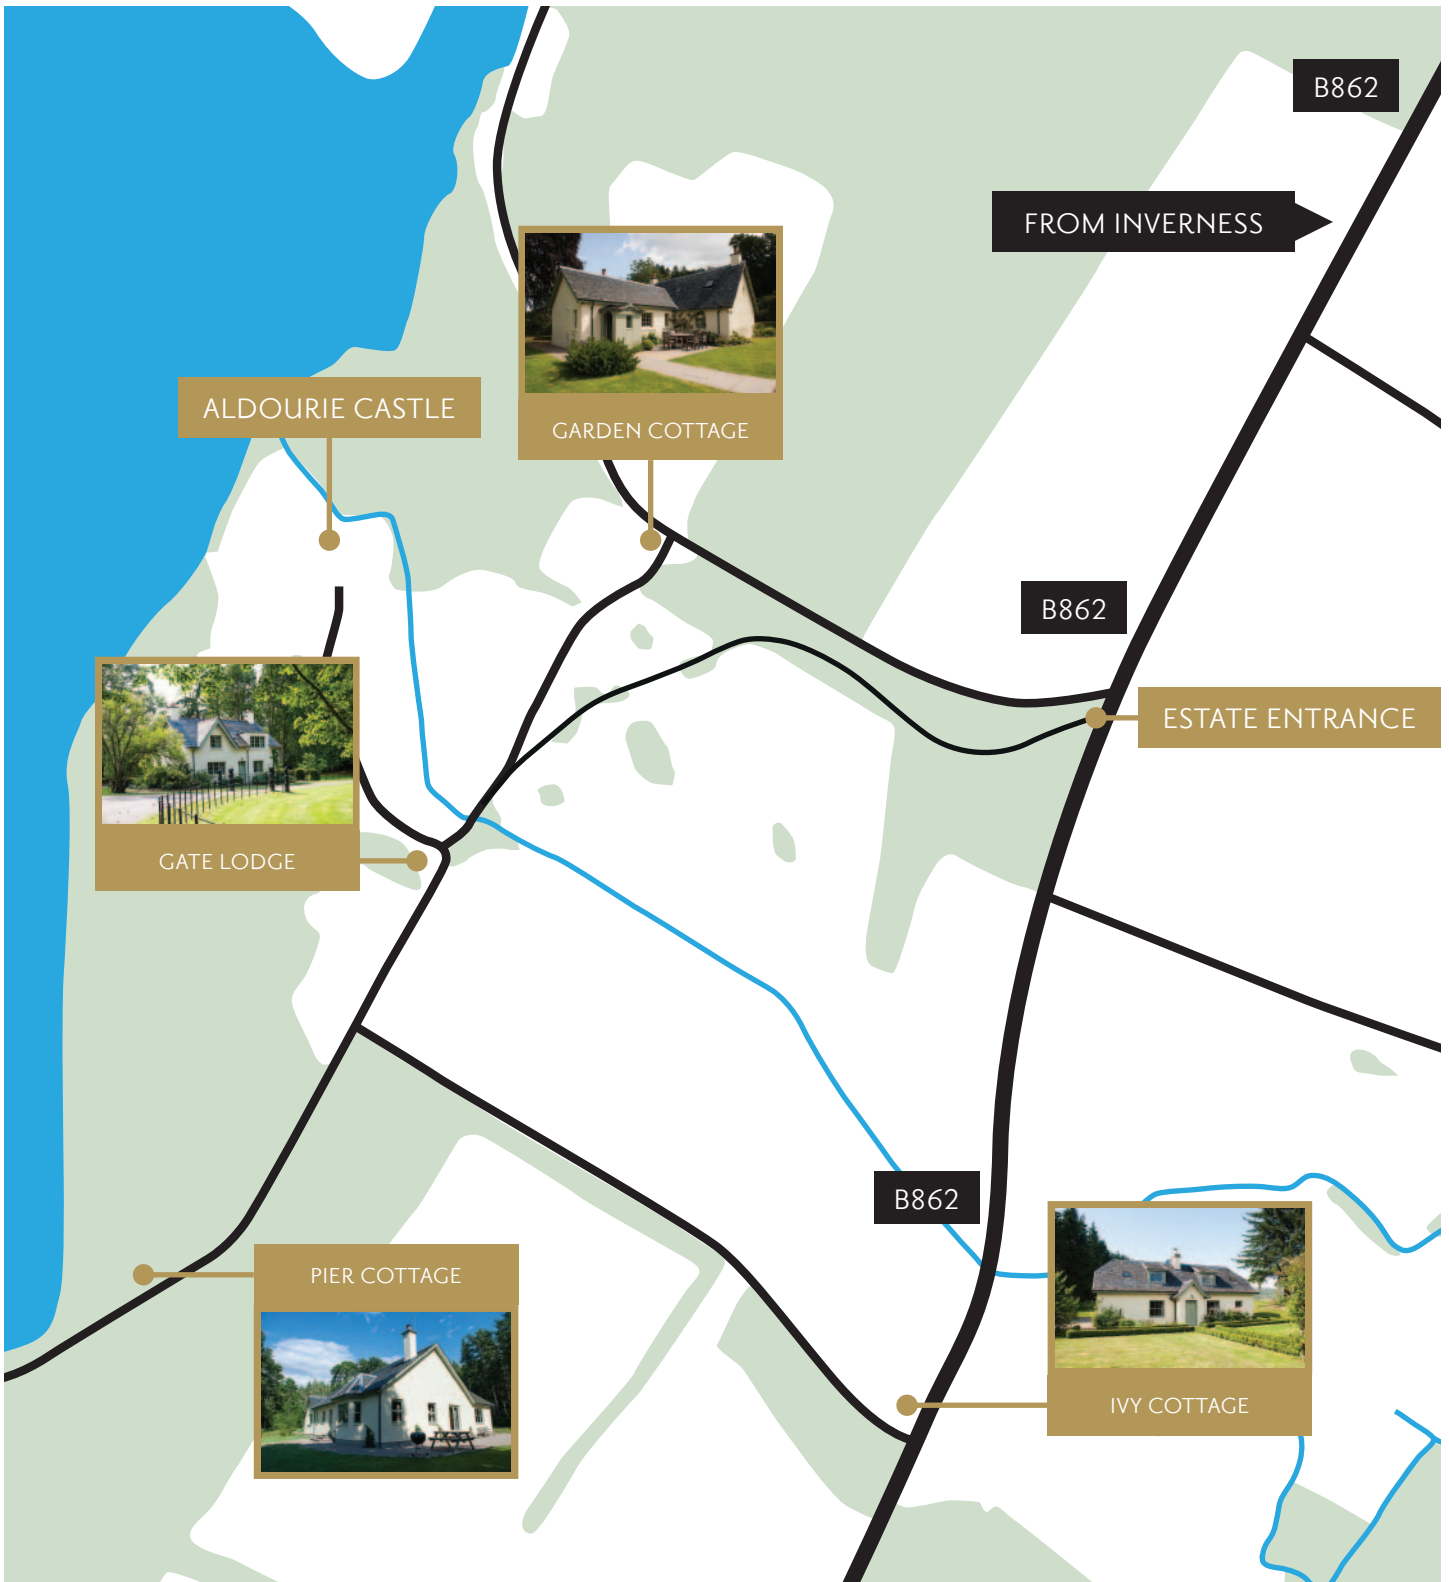 B862
FROM INVERNESS
ALDOURIE CASTLE
GARDEN COTTAGE
B862
ESTATE ENTRANCE
GATE LODGE
B862
PIER COTTAGE
IVY COTTAGE